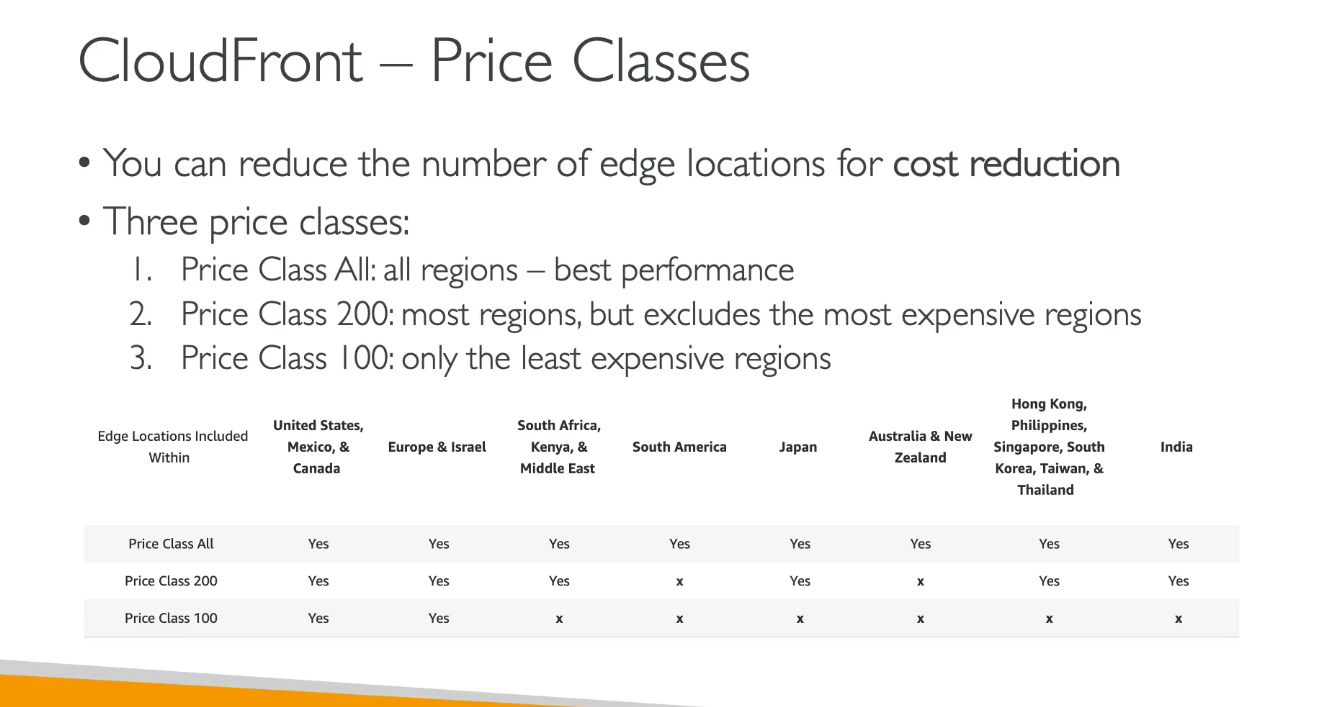 CloudFront – Price Classes
• You can reduce the number of edge locations for cost reduction
• Three price classes:
1. Price Class All: all regions – best performance
2. Price Class 200: most regions, but excludes the most expensive regions
3. Price Class 100: only the least expensive regions
Edge Locations Included
Within
United States,
Mexico, &
Canada
Europe & Israel
South Africa,
Kenya, &
Middle East
South America
Japan
Australia & New
Zealand
Hong Kong,
Philippines,
Singapore, South
Korea, Taiwan, &
Thailand
India
Price Class All Yes Yes Yes Yes Yes Yes Yes Yes
Price Class 200 Yes Yes Yes x Yes x Yes Yes
Price Class 100 Yes Yes x x x x x x